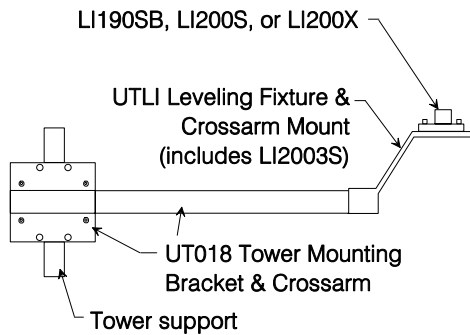 LI190SB, LI200S, or LI200X
UTLI Leveling Fixture &
Crossarm Mount
(includes LI2003S)
UT018 Tower Mounting
Bracket & Crossarm
Tower support